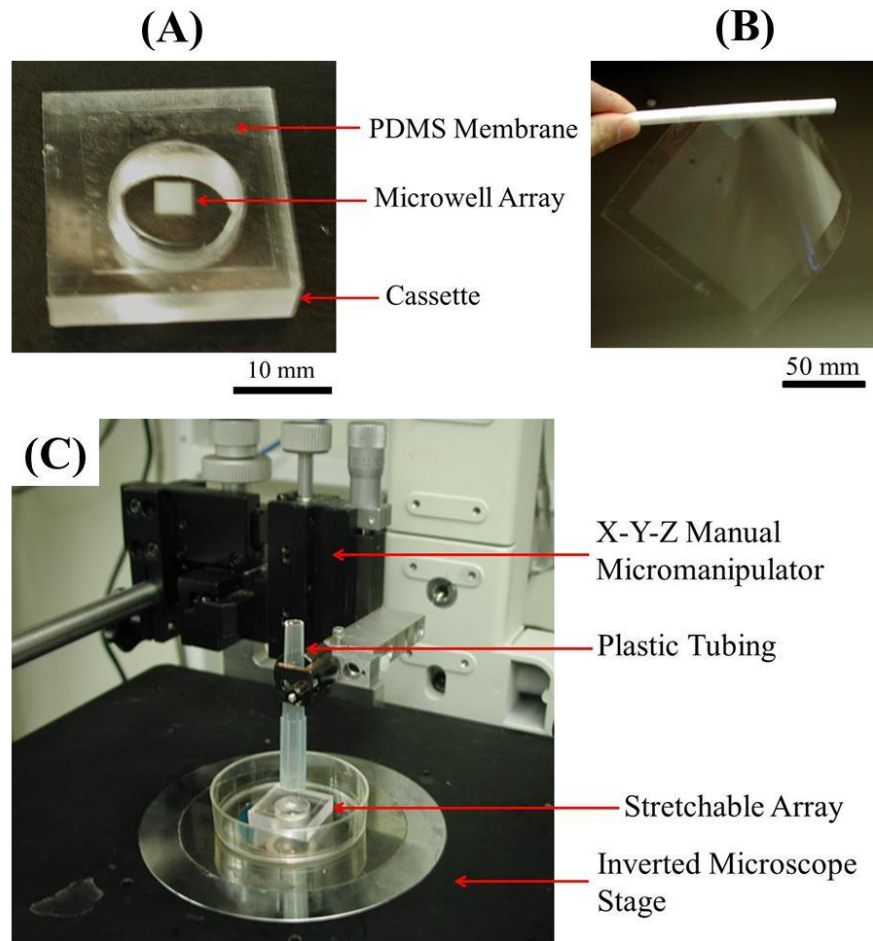 (A)
(B)
PDMS Membrane
Microwell Array
Cassette
10 mm
50 mm
(C)
X-Y-Z Manual
Micromanipulator
Plastic Tubing
Stretchable Array
Inverted Microscope
Stage